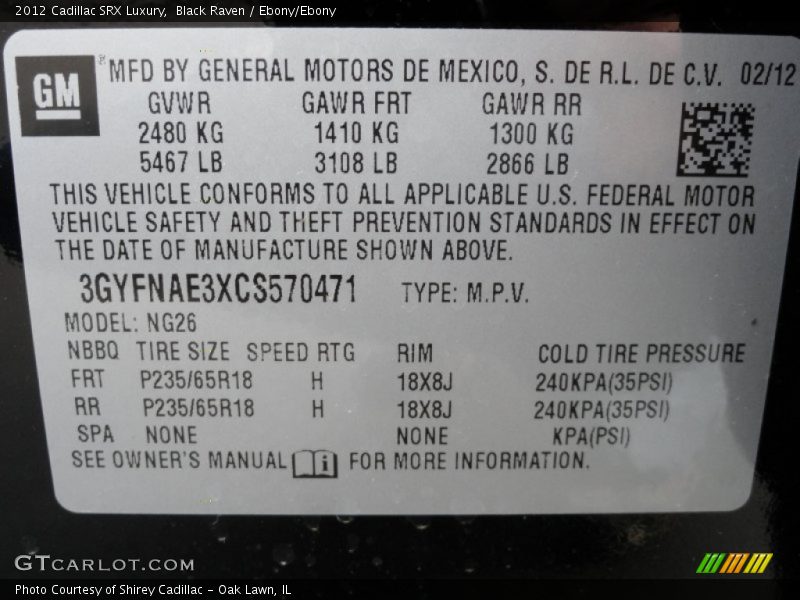 2012 Cadillac SRX Luxury,  Black Raven / Ebony/Ebony
GM MFD BY GENERAL MOTORS DE MEXICO, S. DE R.L. DE C.V. 02/12
GVWR GAWR FRT GAWR RR
2480 KG 1410 KG 1300 KG
5467 LB 3108 LB 2866 LB
THIS VEHICLE CONFORMS TO ALL APPLICABLE U.S. FEDERAL MOTOR
VEHICLE SAFETY AND THEFT PREVENTION STANDARDS IN EFFECT ON
THE DATE OF MANUFACTURE SHOWN ABOVE.
3GYFNAE3XCS570471 TYPE: M.P.V.
MODEL: NG26
NBBQ TIRE SIZE SPEED RTG RIM COLD TIRE PRESSURE
FRT P235/65R18 H 18X8J 240KPA(35PSI)
RR P235/65R18 H 18X8J 240KPA(35PSI)
SPA NONE NONE KPA(PSI)
SEE OWNER'S MANUAL FOR MORE INFORMATION.
GTCARLOT.COM
Photo Courtesy of Shirey Cadillac - Oak Lawn, IL